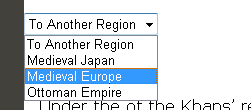 To Another Region
To Another Region
Medieval Japan
Medieval Europe
Ottoman Empire
Under the of the Khans' re